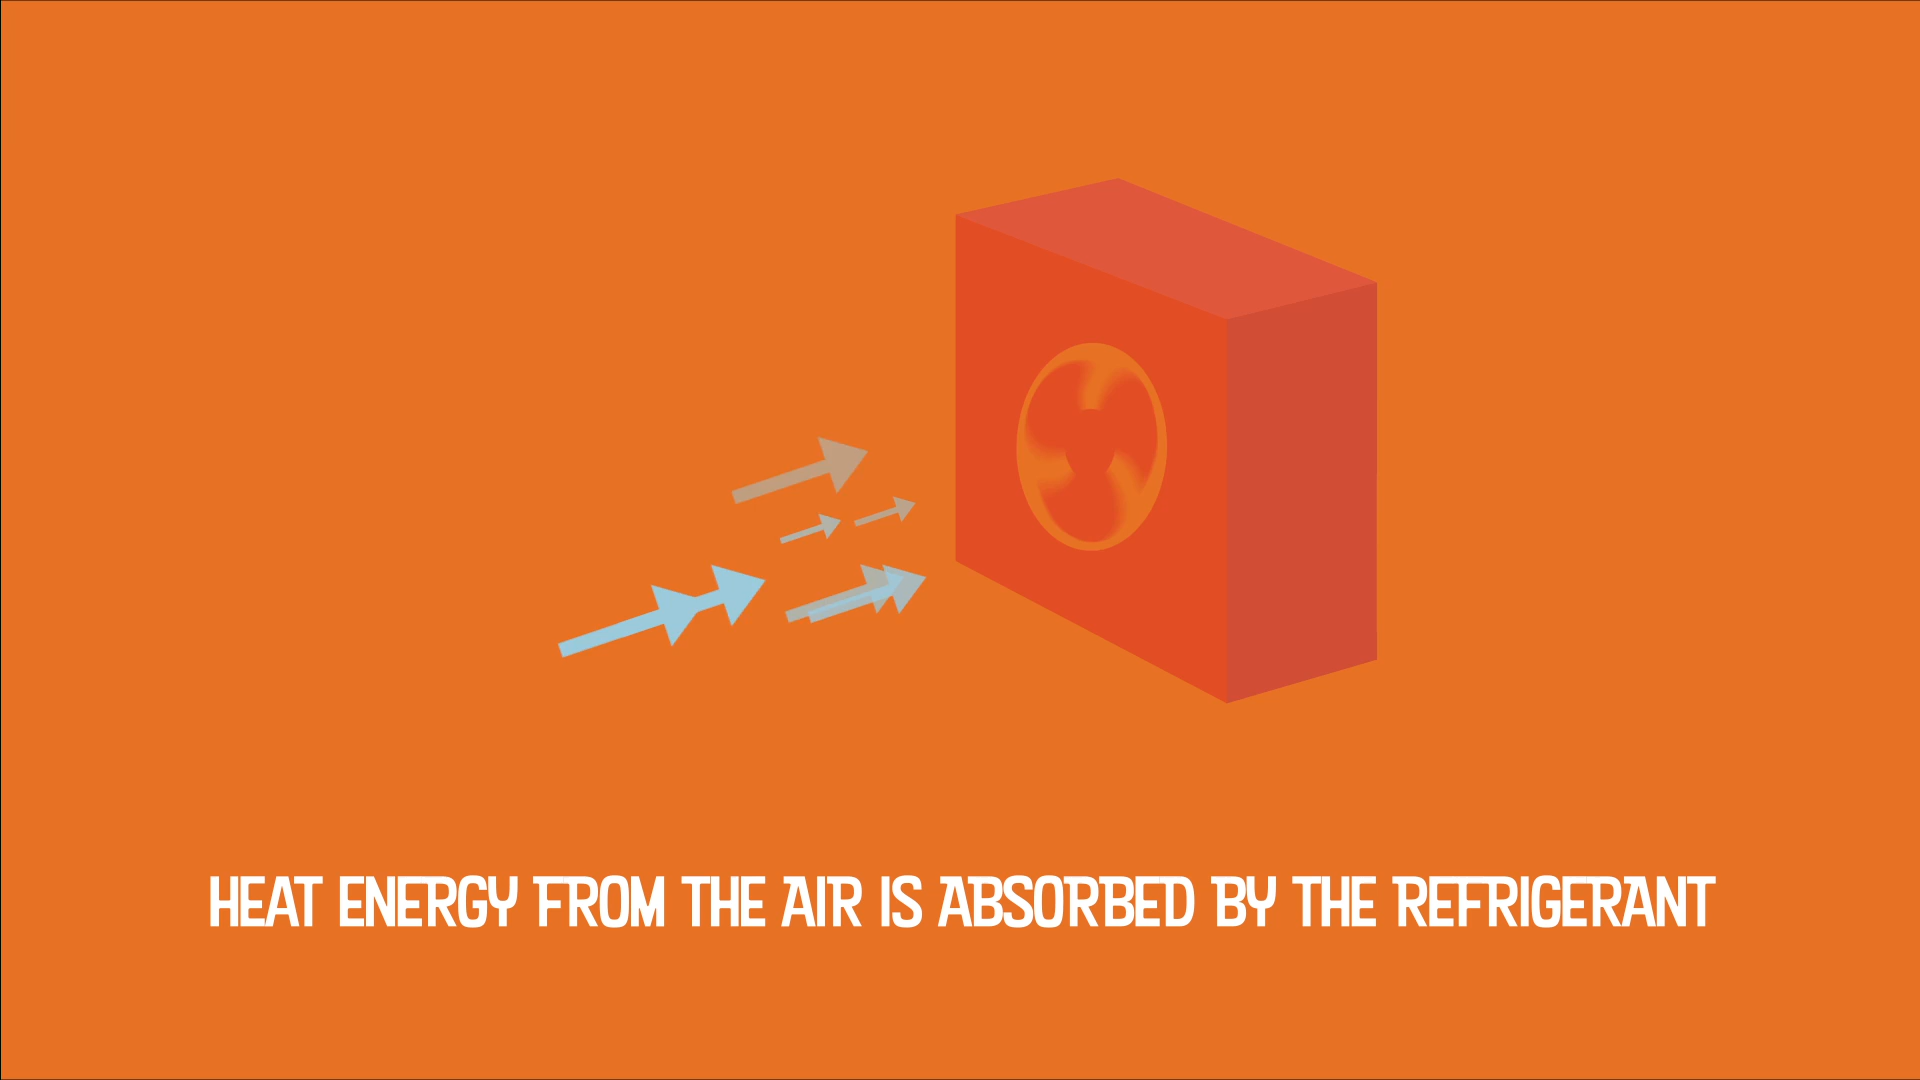 HEAT ENERGY FROM THE AIR IS ABSORBED BY THE REFRIGERANT